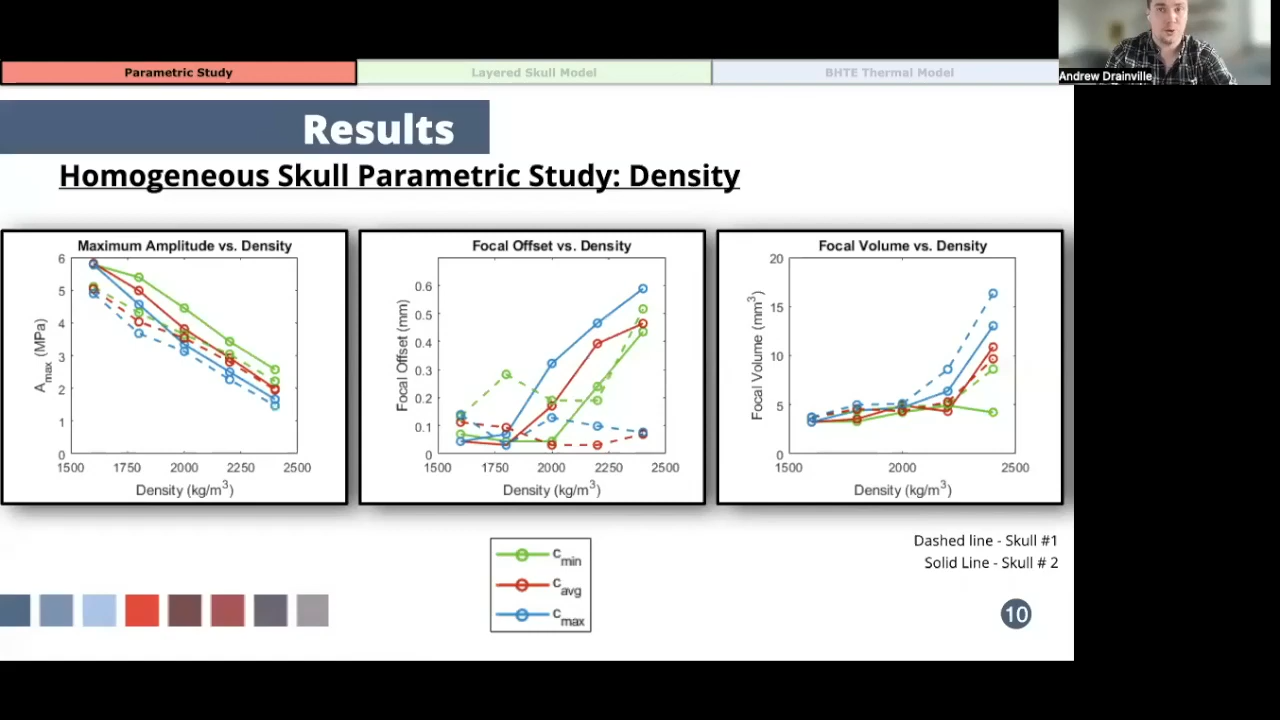 Andrew Drainville
Parametric Study
Layered Skull Model
BHTE Thermal Model
Results
Homogeneous Skull Parametric Study: Density
Maximum Amplitude vs. Density
6
5
4
3
2
1
0
A_max (MPa)
1500 1750 2000 2250 2500
Density (kg/m³)
Focal Offset vs. Density
0.6
0.5
0.4
0.3
0.2
0.1
0
Focal Offset (mm)
1500 1750 2000 2250 2500
Density (kg/m³)
Focal Volume vs. Density
20
15
10
5
0
Focal Volume (mm³)
1500 2000 2500
Density (kg/m³)
Dashed line - Skull #1
Solid Line - Skull # 2
c_min
c_avg
c_max
10